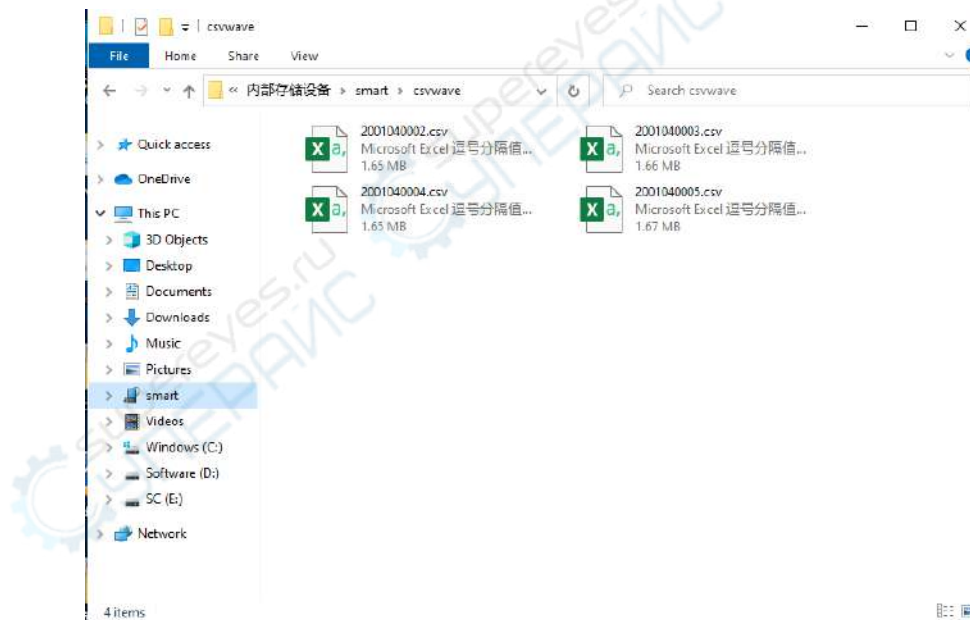 csvwave
File Home Share View
« 内部存储设备 › smart › csvwave
Search csvwave
Quick access
OneDrive
This PC
3D Objects
Desktop
Documents
Downloads
Music
Pictures
smart
Videos
Windows (C:)
Software (D:)
SC (E:)
Network
2001040002.csv
Microsoft Excel 逗号分隔值...
1.65 MB
2001040003.csv
Microsoft Excel 逗号分隔值...
1.66 MB
2001040004.csv
Microsoft Excel 逗号分隔值...
1.65 MB
2001040005.csv
Microsoft Excel 逗号分隔值...
1.67 MB
4 items
supereyes.ru
СУПЕРАЙС